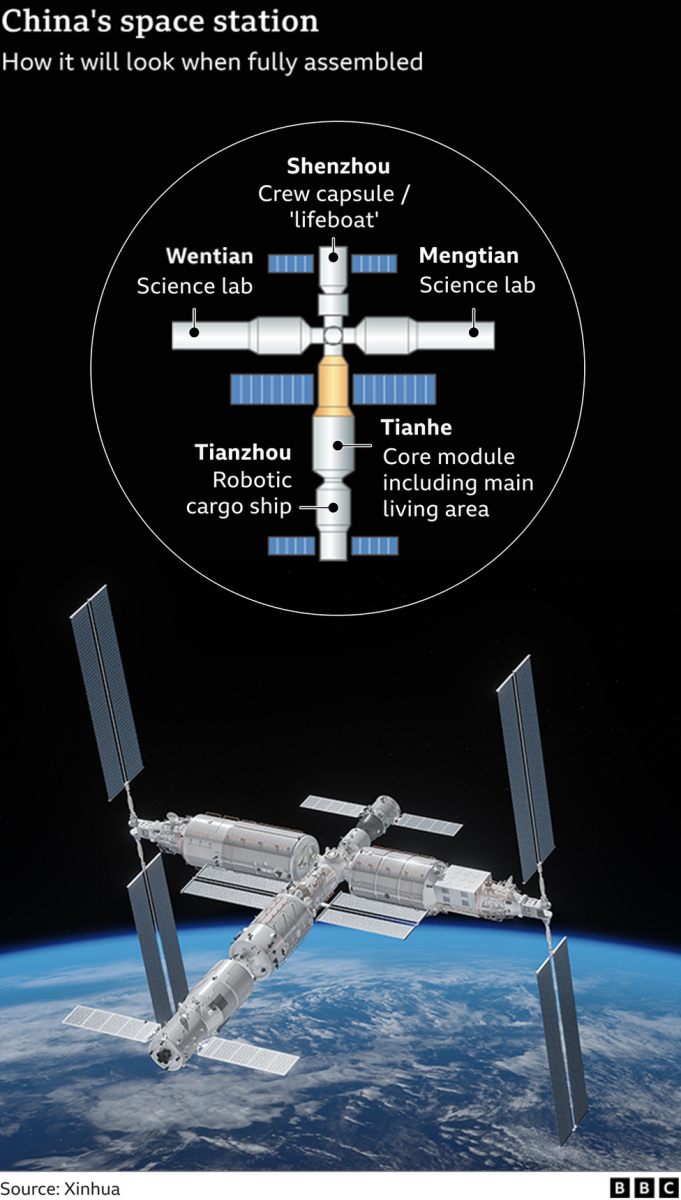 China's space station
How it will look when fully assembled
Shenzhou
Crew capsule /
'lifeboat'
Wentian
Science lab
Mengtian
Science lab
Tianhe
Core module
including main
living area
Tianzhou
Robotic
cargo ship
Source: Xinhua
BBC